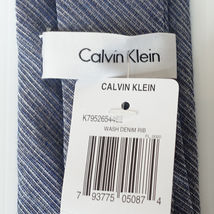 Calvin Klein
CALVIN KLEIN
WASH DENIM RIB
7 93775 05087 4